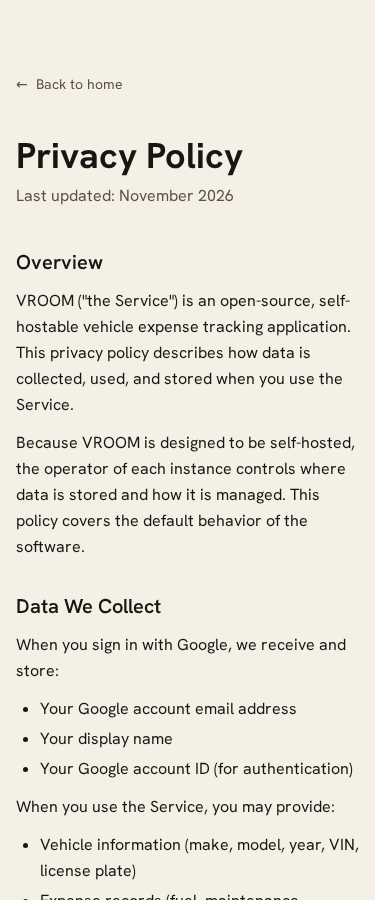 ← Back to home
Privacy Policy
Last updated: November 2026
Overview
VROOM ("the Service") is an open-source, self-
hostable vehicle expense tracking application.
This privacy policy describes how data is
collected, used, and stored when you use the
Service.
Because VROOM is designed to be self-hosted,
the operator of each instance controls where
data is stored and how it is managed. This
policy covers the default behavior of the
software.
Data We Collect
When you sign in with Google, we receive and
store:
• Your Google account email address
• Your display name
• Your Google account ID (for authentication)
When you use the Service, you may provide:
• Vehicle information (make, model, year, VIN,
license plate)
• Expense records (fuel, maintenance,